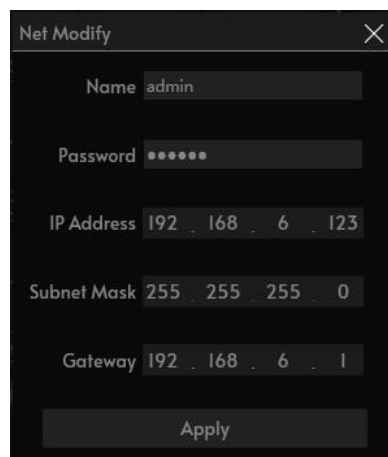 Net Modify
Name admin
Password ●●●●●●
IP Address 192 . 168 . 6 . 123
Subnet Mask 255 . 255 . 255 . 0
Gateway 192 . 168 . 6 . 1
Apply